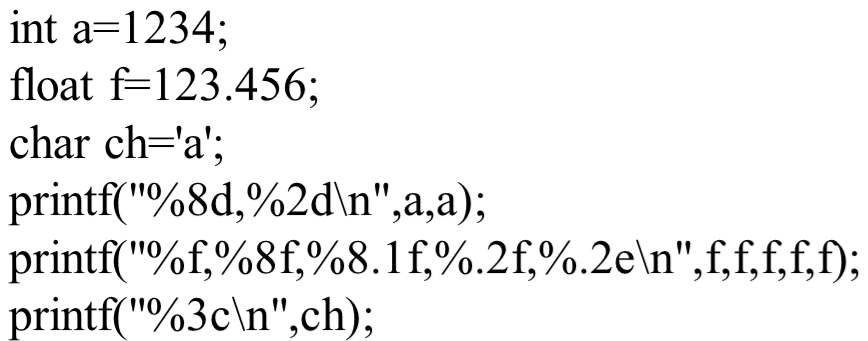 int a=1234;
float f=123.456;
char ch='a';
printf("%8d,%2d\n",a,a);
printf("%f,%8f,%8.1f,%.2f,%.2e\n",f,f,f,f,f);
printf("%3c\n",ch);